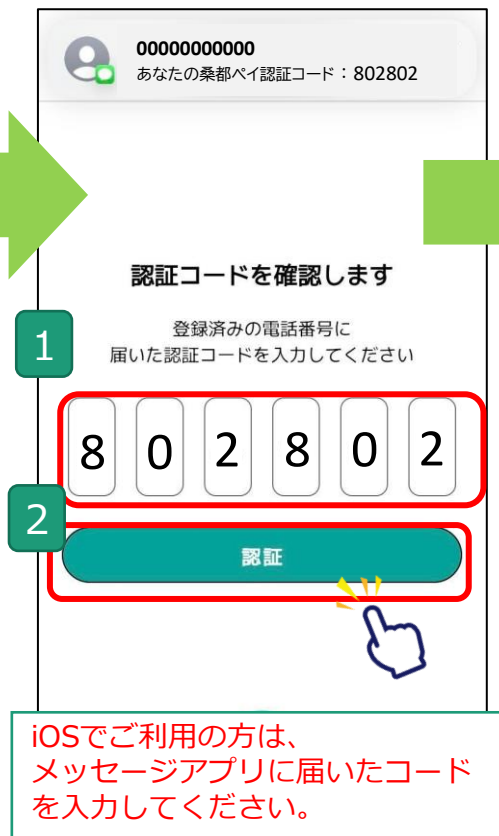 00000000000
あなたの桑都ペイ認証コード：802802
認証コードを確認します
1
登録済みの電話番号に
届いた認証コードを入力してください
8 0 2 8 0 2
2
認証
iOSでご利用の方は、
メッセージアプリに届いたコード
を入力してください。